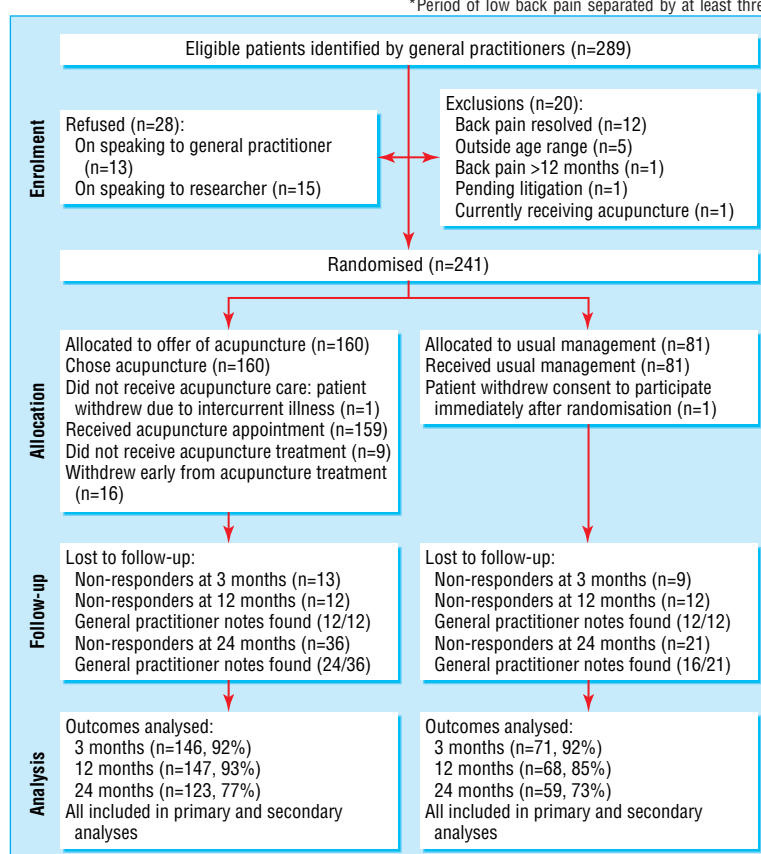 *Period of low back pain separated by at least thre
Eligible patients identified by general practitioners (n=289)
Enrolment
Refused (n=28):
On speaking to general practitioner
(n=13)
On speaking to researcher (n=15)
Exclusions (n=20):
Back pain resolved (n=12)
Outside age range (n=5)
Back pain >12 months (n=1)
Pending litigation (n=1)
Currently receiving acupuncture (n=1)
Randomised (n=241)
Allocation
Allocated to offer of acupuncture (n=160)
Chose acupuncture (n=160)
Did not receive acupuncture care: patient
withdrew due to intercurrent illness (n=1)
Received acupuncture appointment (n=159)
Did not receive acupuncture treatment (n=9)
Withdrew early from acupuncture treatment
(n=16)
Allocated to usual management (n=81)
Received usual management (n=81)
Patient withdrew consent to participate
immediately after randomisation (n=1)
Follow-up
Lost to follow-up:
Non-responders at 3 months (n=13)
Non-responders at 12 months (n=12)
General practitioner notes found (12/12)
Non-responders at 24 months (n=36)
General practitioner notes found (24/36)
Lost to follow-up:
Non-responders at 3 months (n=9)
Non-responders at 12 months (n=12)
General practitioner notes found (12/12)
Non-responders at 24 months (n=21)
General practitioner notes found (16/21)
Analysis
Outcomes analysed:
3 months (n=146, 92%)
12 months (n=147, 93%)
24 months (n=123, 77%)
All included in primary and secondary
analyses
Outcomes analysed:
3 months (n=71, 92%)
12 months (n=68, 85%)
24 months (n=59, 73%)
All included in primary and secondary
analyses